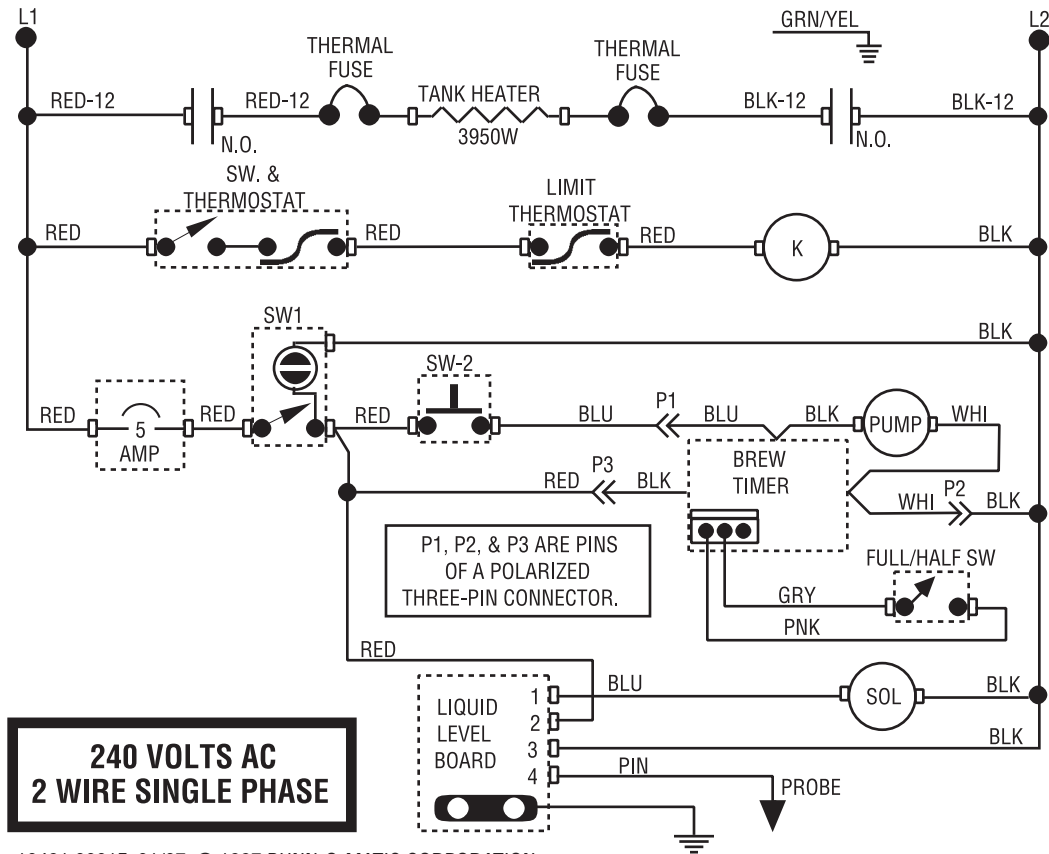 L1
GRN/YEL
L2
THERMAL
FUSE
THERMAL
FUSE
RED-12
RED-12
TANK HEATER
3950W
BLK-12
BLK-12
N.O.
N.O.
SW. &
THERMOSTAT
LIMIT
THERMOSTAT
RED
RED
RED
K
BLK
SW1
BLK
SW-2
RED
5
AMP
RED
RED
BLU
P1
BLU
BLK
PUMP
WHI
RED
P3
BLK
BREW
TIMER
WHI
P2
BLK
P1, P2, & P3 ARE PINS
OF A POLARIZED
THREE-PIN CONNECTOR.
FULL/HALF SW
GRY
PNK
RED
LIQUID
LEVEL
BOARD
1
2
3
4
BLU
SOL
BLK
BLK
PIN
PROBE
240 VOLTS AC
2 WIRE SINGLE PHASE